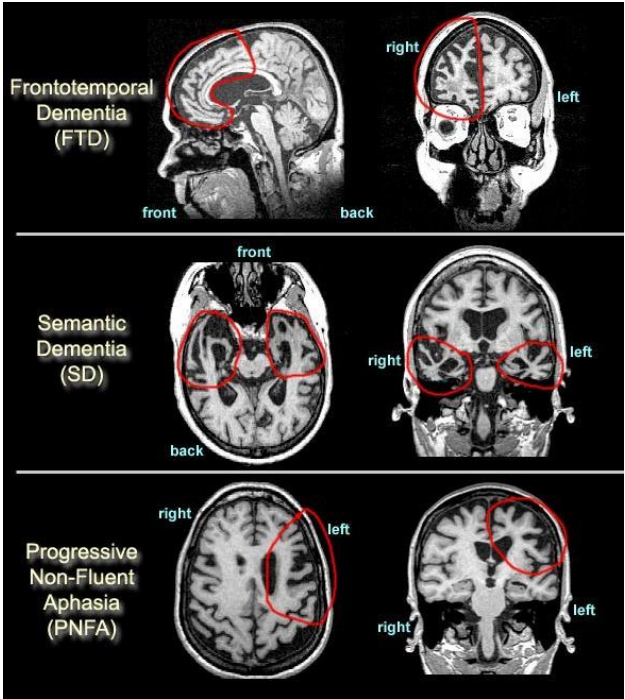 Frontotemporal
Dementia
(FTD)
right
left
front
back
Semantic
Dementia
(SD)
front
right
left
back
Progressive
Non-Fluent
Aphasia
(PNFA)
right
left
right
left